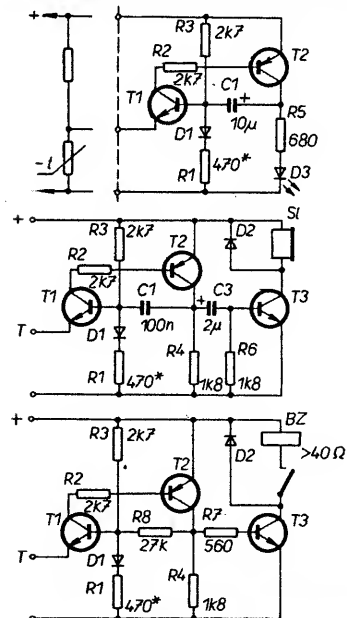 +
R3
2k7
T2
R2
2k7
T1
C1
+
10µ
R5
680
D1
R1
470*
D3
-t
+
R3
2k7
D2
Sl
R2
2k7
T2
T1
C1
100n
+
C3
2µ
T3
T
D1
R4
R6
R1
470*
1k8
1k8
+
R3
2k7
D2
BZ
>40Ω
R2
2k7
T2
T1
R8
27k
R7
560
T3
T
D1
R4
R1
470*
1k8